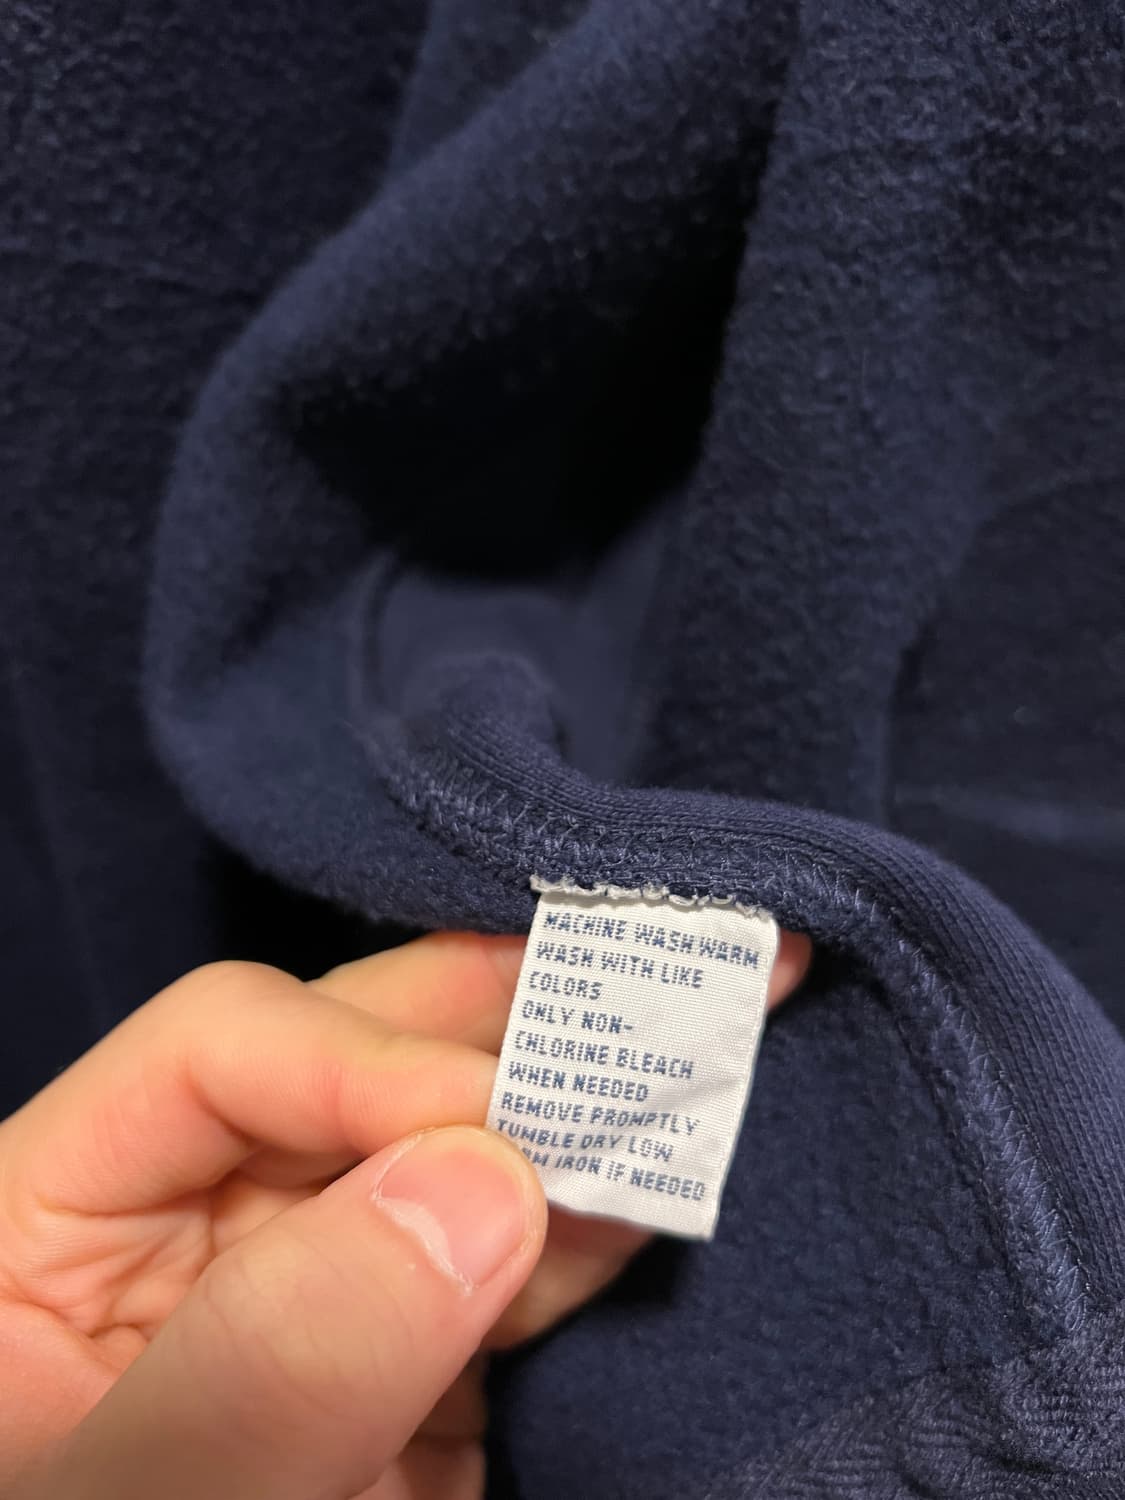 MACHINE WASH WARM
WASH WITH LIKE
COLORS
ONLY NON-
CHLORINE BLEACH
WHEN NEEDED
REMOVE PROMPTLY
TUMBLE DRY LOW
IRON IF NEEDED